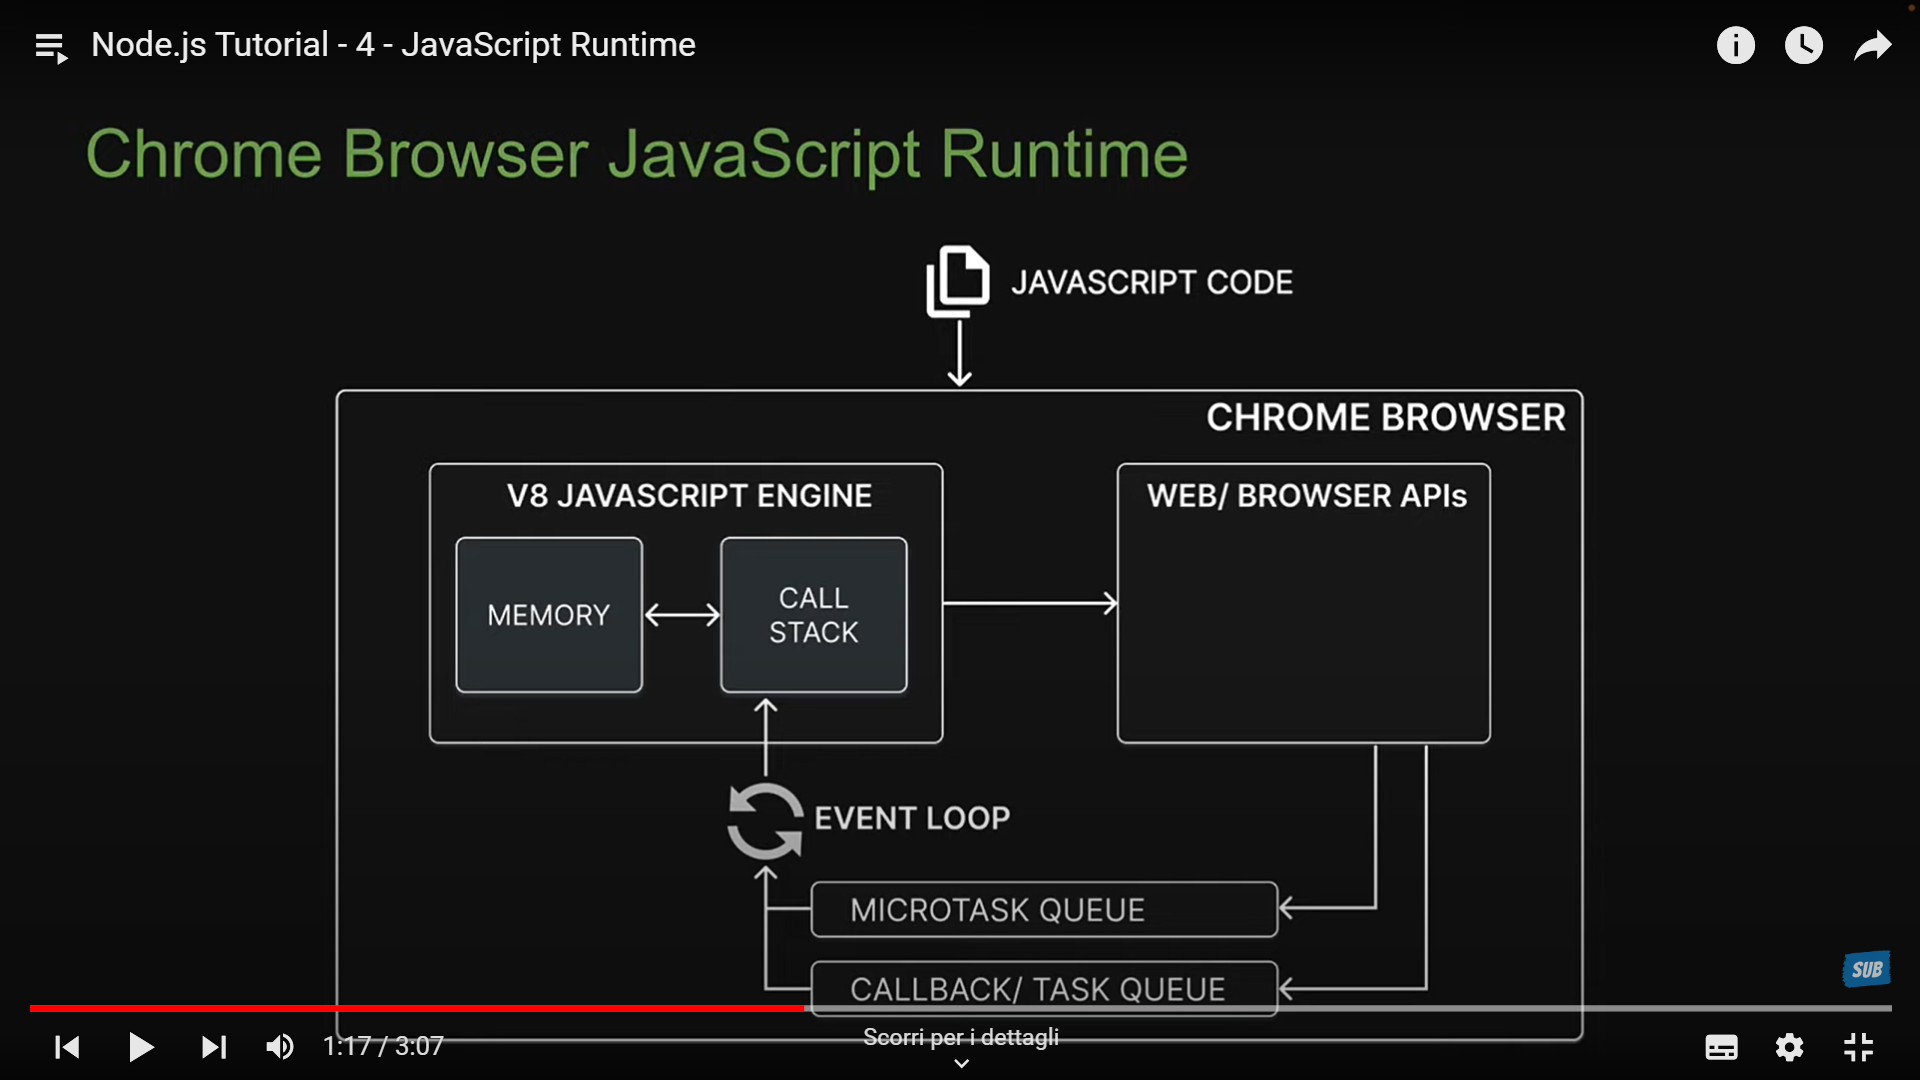 Node.js Tutorial - 4 - JavaScript Runtime
Chrome Browser JavaScript Runtime
JAVASCRIPT CODE
CHROME BROWSER
V8 JAVASCRIPT ENGINE
WEB/ BROWSER APIs
MEMORY
CALL
STACK
EVENT LOOP
MICROTASK QUEUE
CALLBACK/ TASK QUEUE
SUB
1:17 / 3:07
Scorri per i dettagli